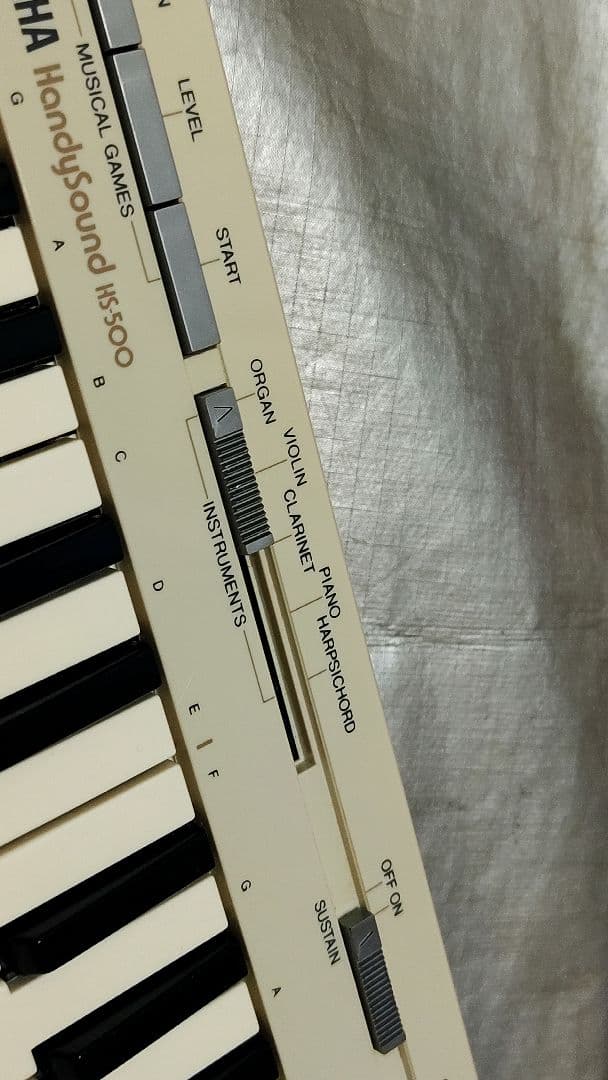 HA HandySound HS-500
MUSICAL GAMES
N
LEVEL
START
ORGAN
VIOLIN
CLARINET
PIANO
HARPSICHORD
INSTRUMENTS
OFF ON
SUSTAIN
G
A
B
C
D
E
F
G
A